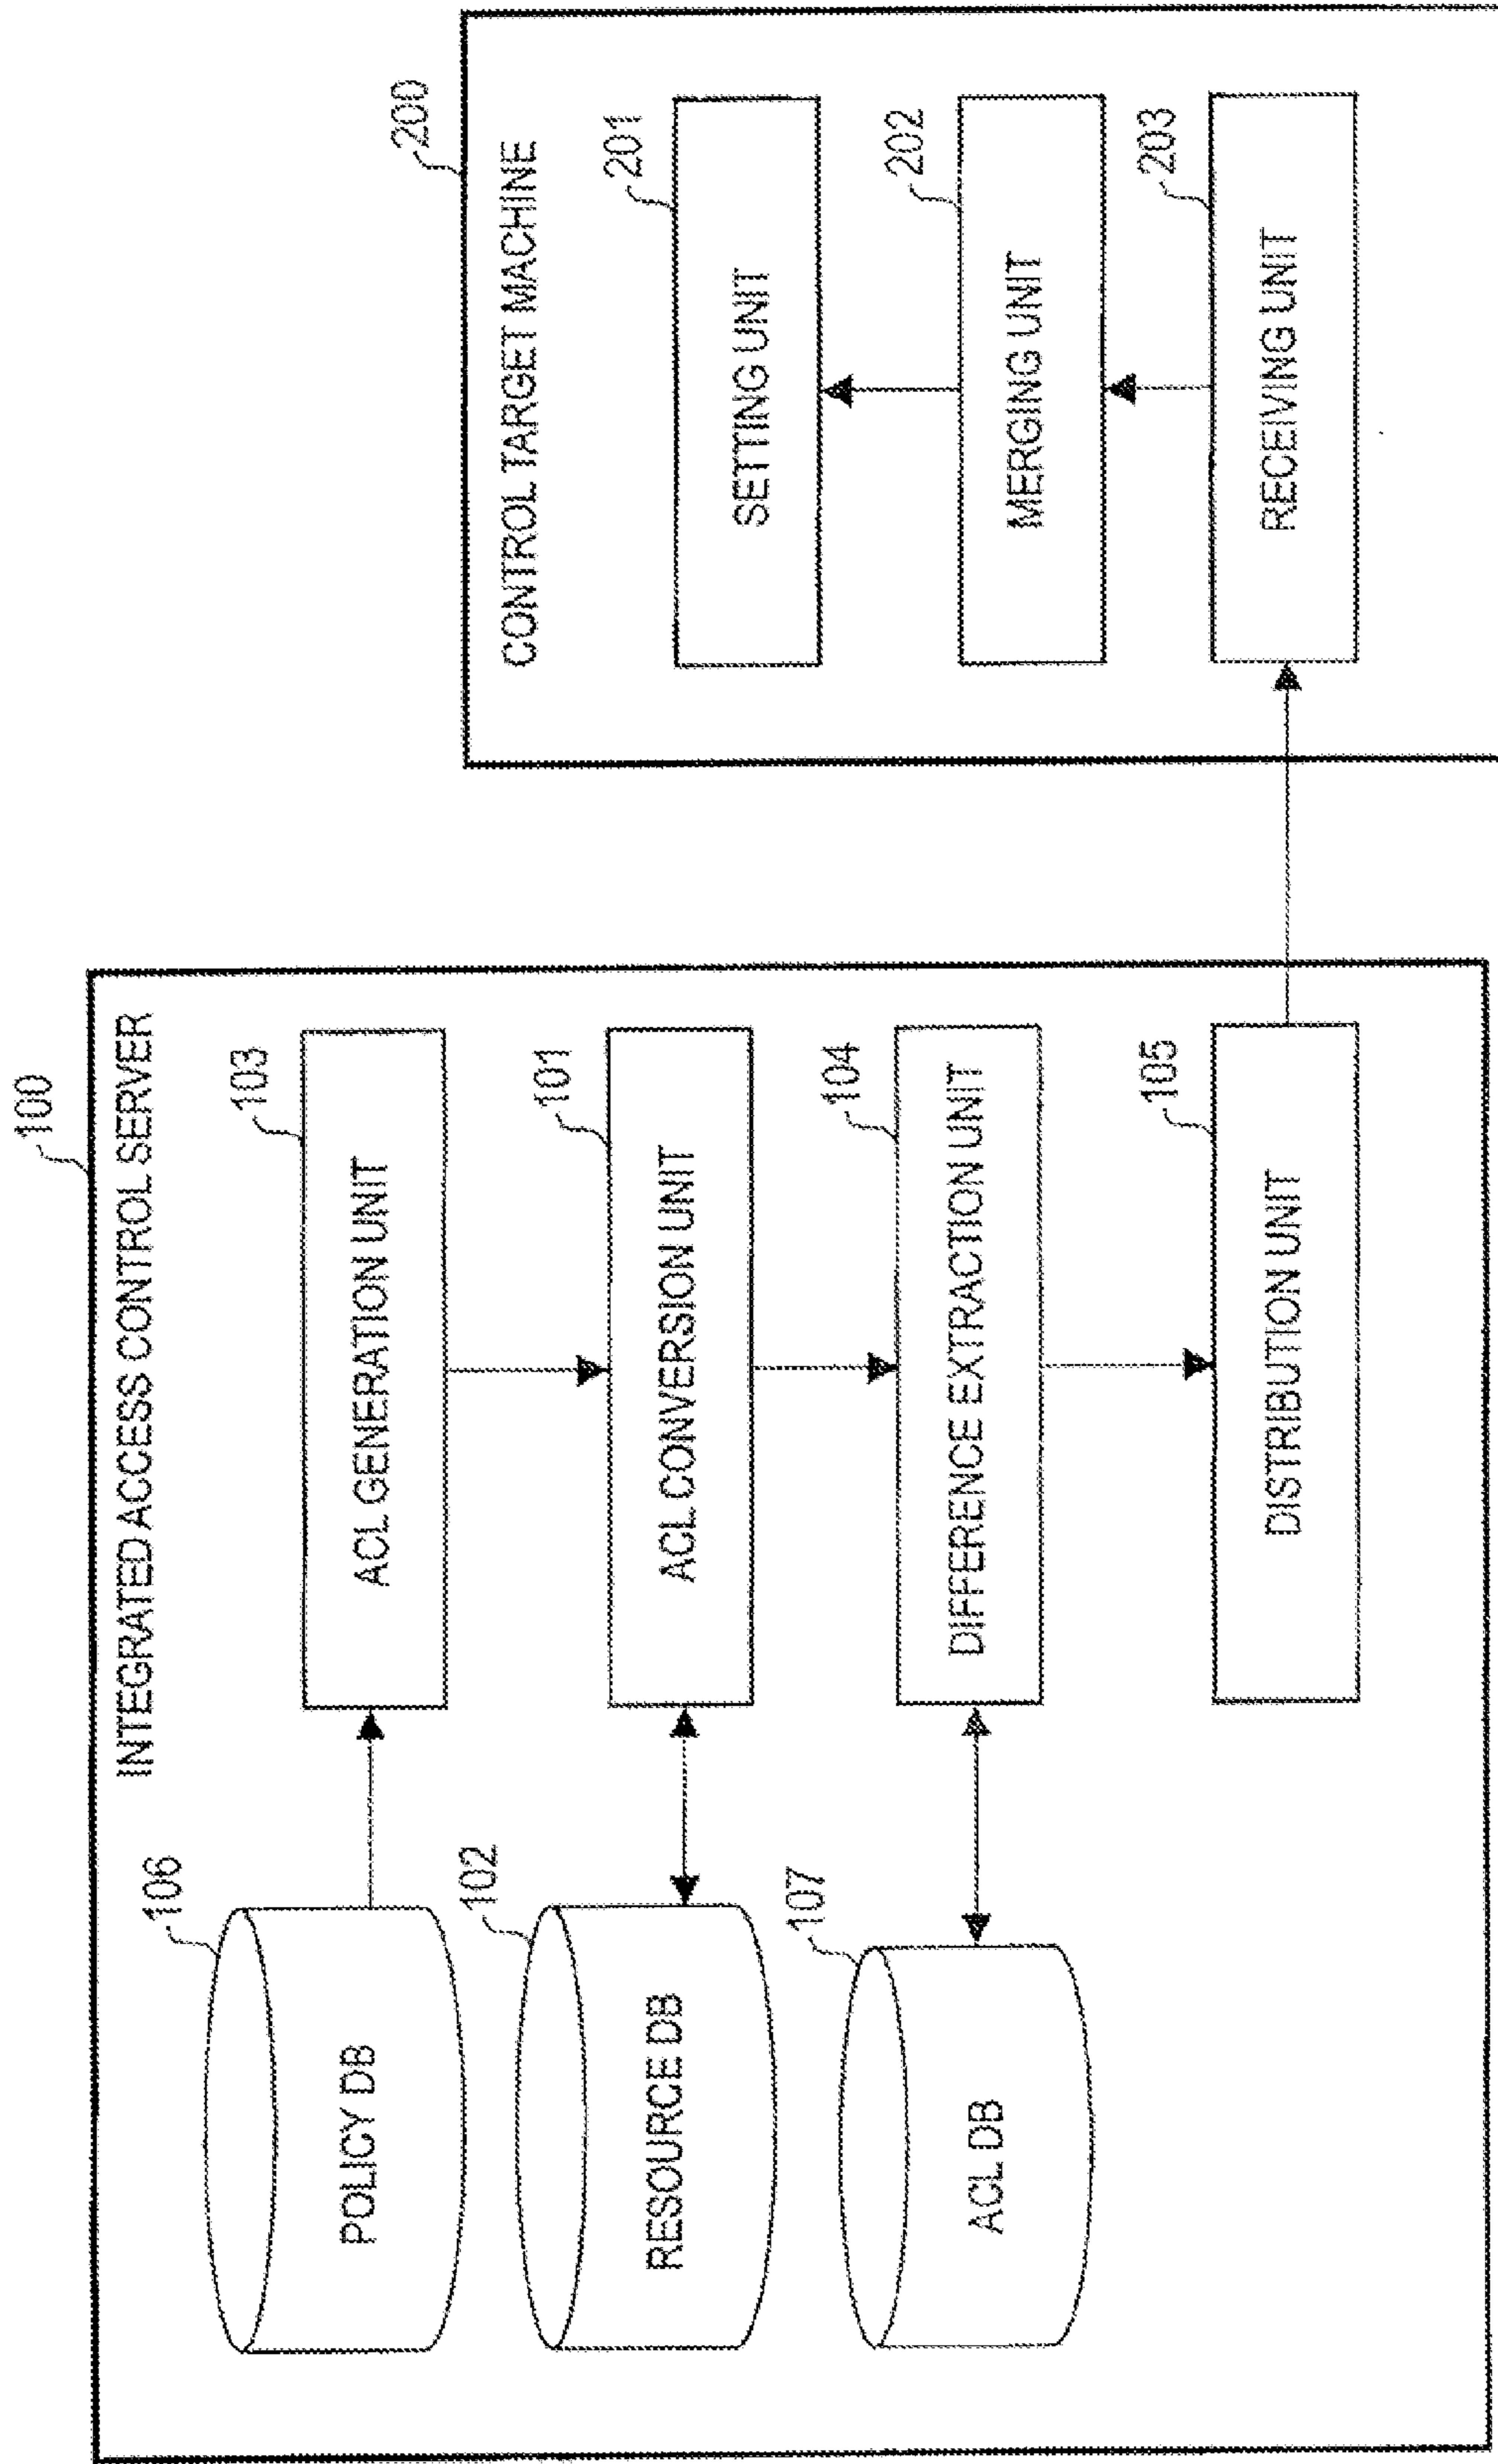 100
INTEGRATED ACCESS CONTROL SERVER
106
POLICY DB
103
ACL GENERATION UNIT
102
RESOURCE DB
101
ACL CONVERSION UNIT
107
ACL DB
104
DIFFERENCE EXTRACTION UNIT
105
DISTRIBUTION UNIT
200
CONTROL TARGET MACHINE
201
SETTING UNIT
202
MERGING UNIT
203
RECEIVING UNIT